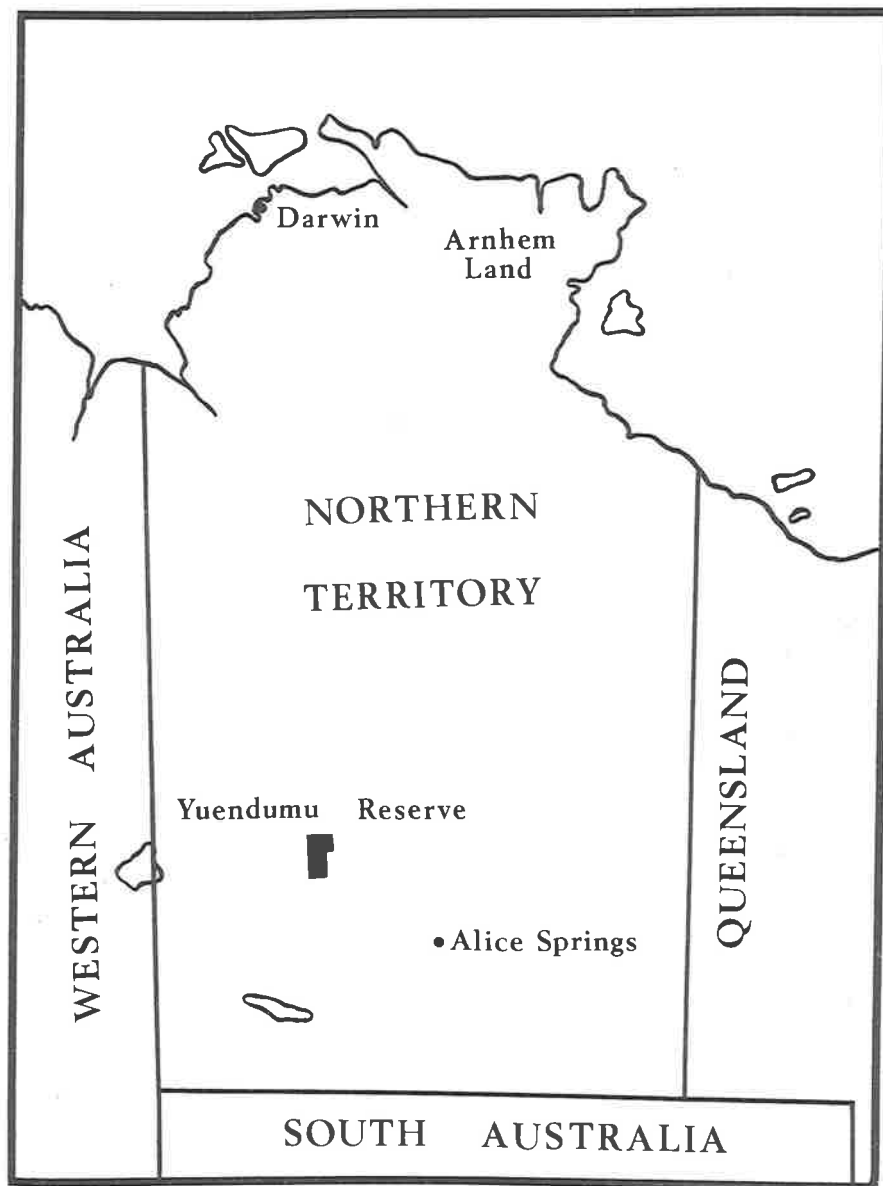 Darwin
Arnhem
Land
NORTHERN
TERRITORY
WESTERN AUSTRALIA
QUEENSLAND
Yuendumu Reserve
Alice Springs
SOUTH AUSTRALIA